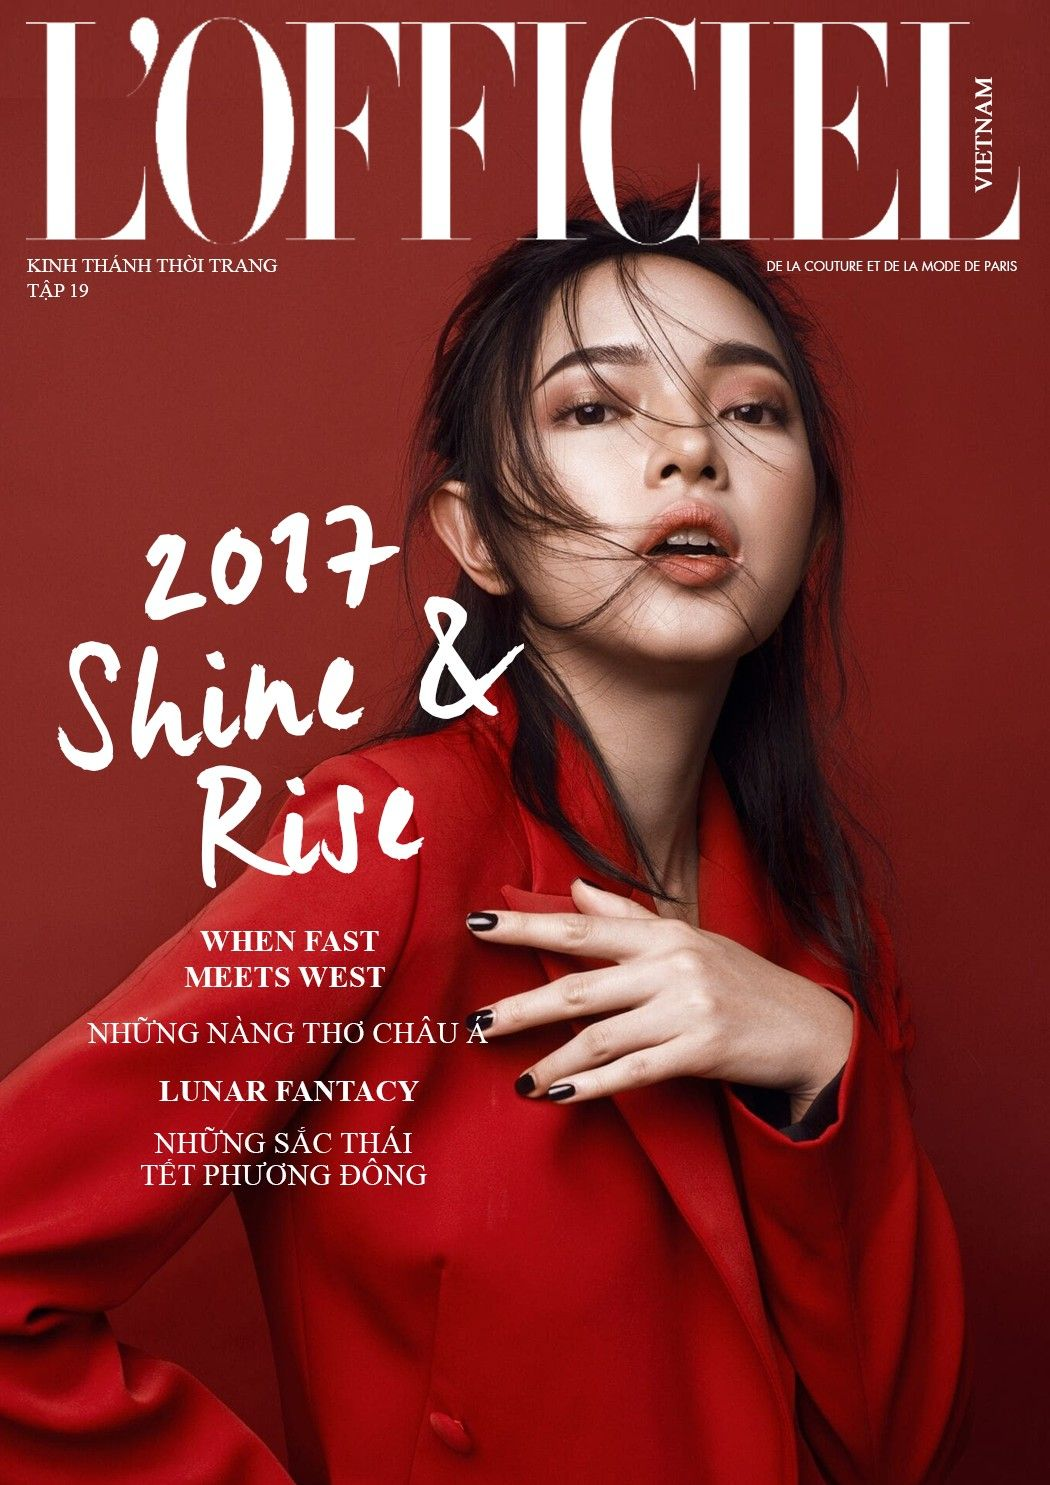 L'OFFICIEL
VIETNAM
KINH THÁNH THỜI TRANG
TẬP 19
DE LA COUTURE ET DE LA MODE DE PARIS
2017
Shine &
Rise
WHEN FAST
MEETS WEST
NHỮNG NÀNG THƠ CHÂU Á
LUNAR FANTACY
NHỮNG SẮC THÁI
TẾT PHƯƠNG ĐÔNG